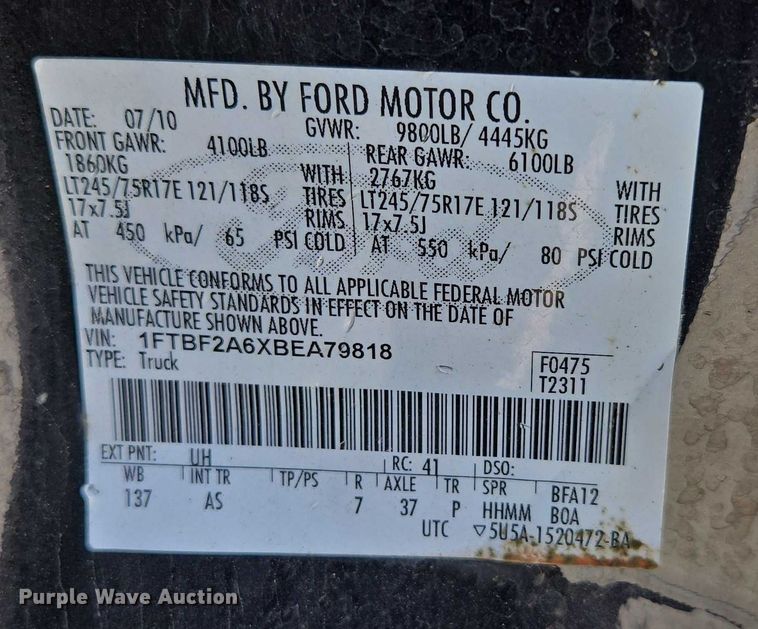 MFD. BY FORD MOTOR CO.
DATE: 07/10 GVWR: 9800LB/ 4445KG
FRONT GAWR: 4100LB REAR GAWR: 6100LB
1860KG WITH 2767KG WITH
LT245/75R17E 121/118S TIRES LT245/75R17E 121/118S TIRES
17x7.5J RIMS 17x7.5J RIMS
AT 450 kPa/ 65 PSI COLD AT 550 kPa/ 80 PSI COLD
THIS VEHICLE CONFORMS TO ALL APPLICABLE FEDERAL MOTOR
VEHICLE SAFETY STANDARDS IN EFFECT ON THE DATE OF
MANUFACTURE SHOWN ABOVE.
VIN: 1FTBF2A6XBEA79818
TYPE: Truck
F0475
T2311
EXT PNT: UH RC: 41 DSO:
WB INT TR TP/PS R AXLE TR SPR BFA12
137 AS 7 37 P HHMM BOA
UTC ▽5U5A-1520472-BA
Ford
Purple Wave Auction